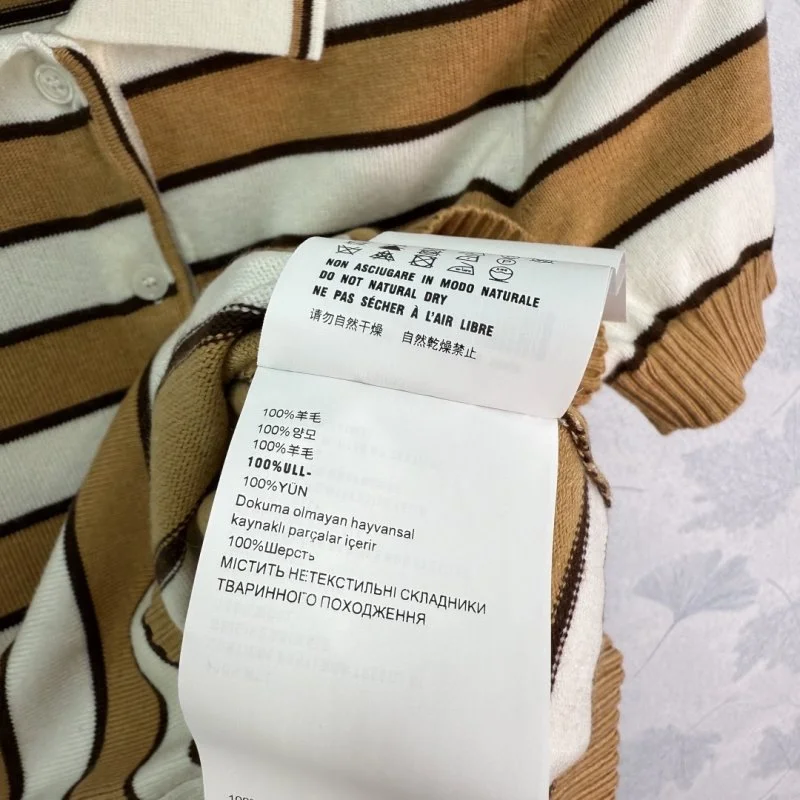 NON ASCIUGARE IN MODO NATURALE
DO NOT NATURAL DRY
NE PAS SÉCHER À L'AIR LIBRE
请勿自然干燥 自然乾燥禁止
100%羊毛
100%양모
100%羊毛
100%ULL-
100%YÜN
Dokuma olmayan hayvansal
kaynaklı parçalar içerir
100%Шерсть
МІСТИТЬ НЕТЕКСТИЛЬНІ СКЛАДНИКИ
ТВАРИННОГО ПОХОДЖЕННЯ